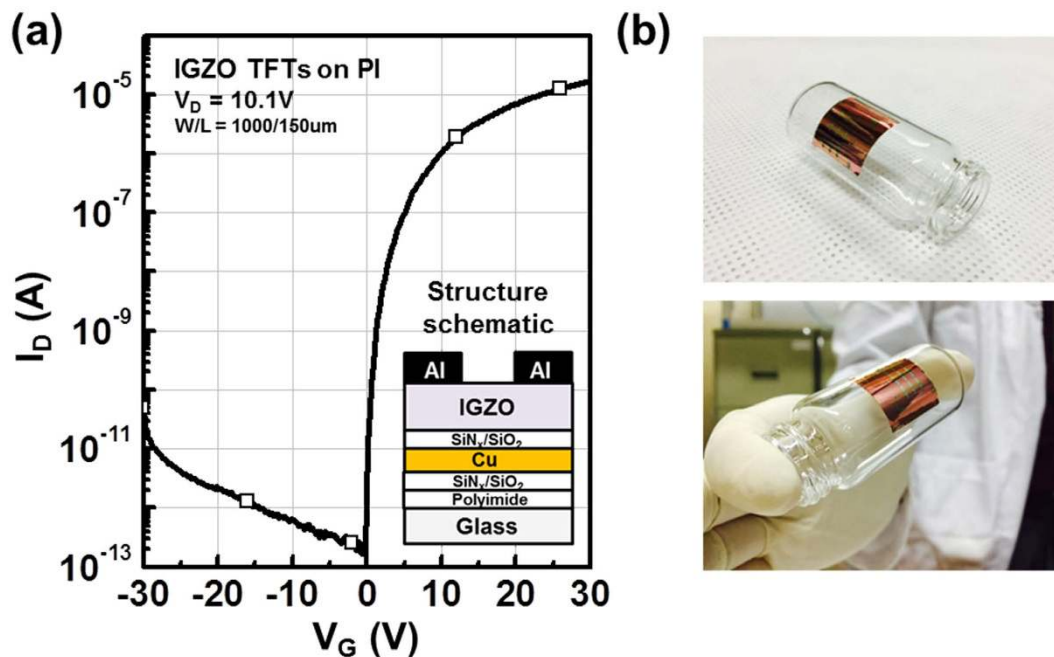 (a)
IGZO TFTs on PI
V_D = 10.1V
W/L = 1000/150um
10^-5
10^-7
10^-9
10^-11
10^-13
I_D (A)
-30 -20 -10 0 10 20 30
V_G (V)
Structure
schematic
Al Al
IGZO
SiN_x/SiO_2
Cu
SiN_x/SiO_2
Polyimide
Glass
(b)